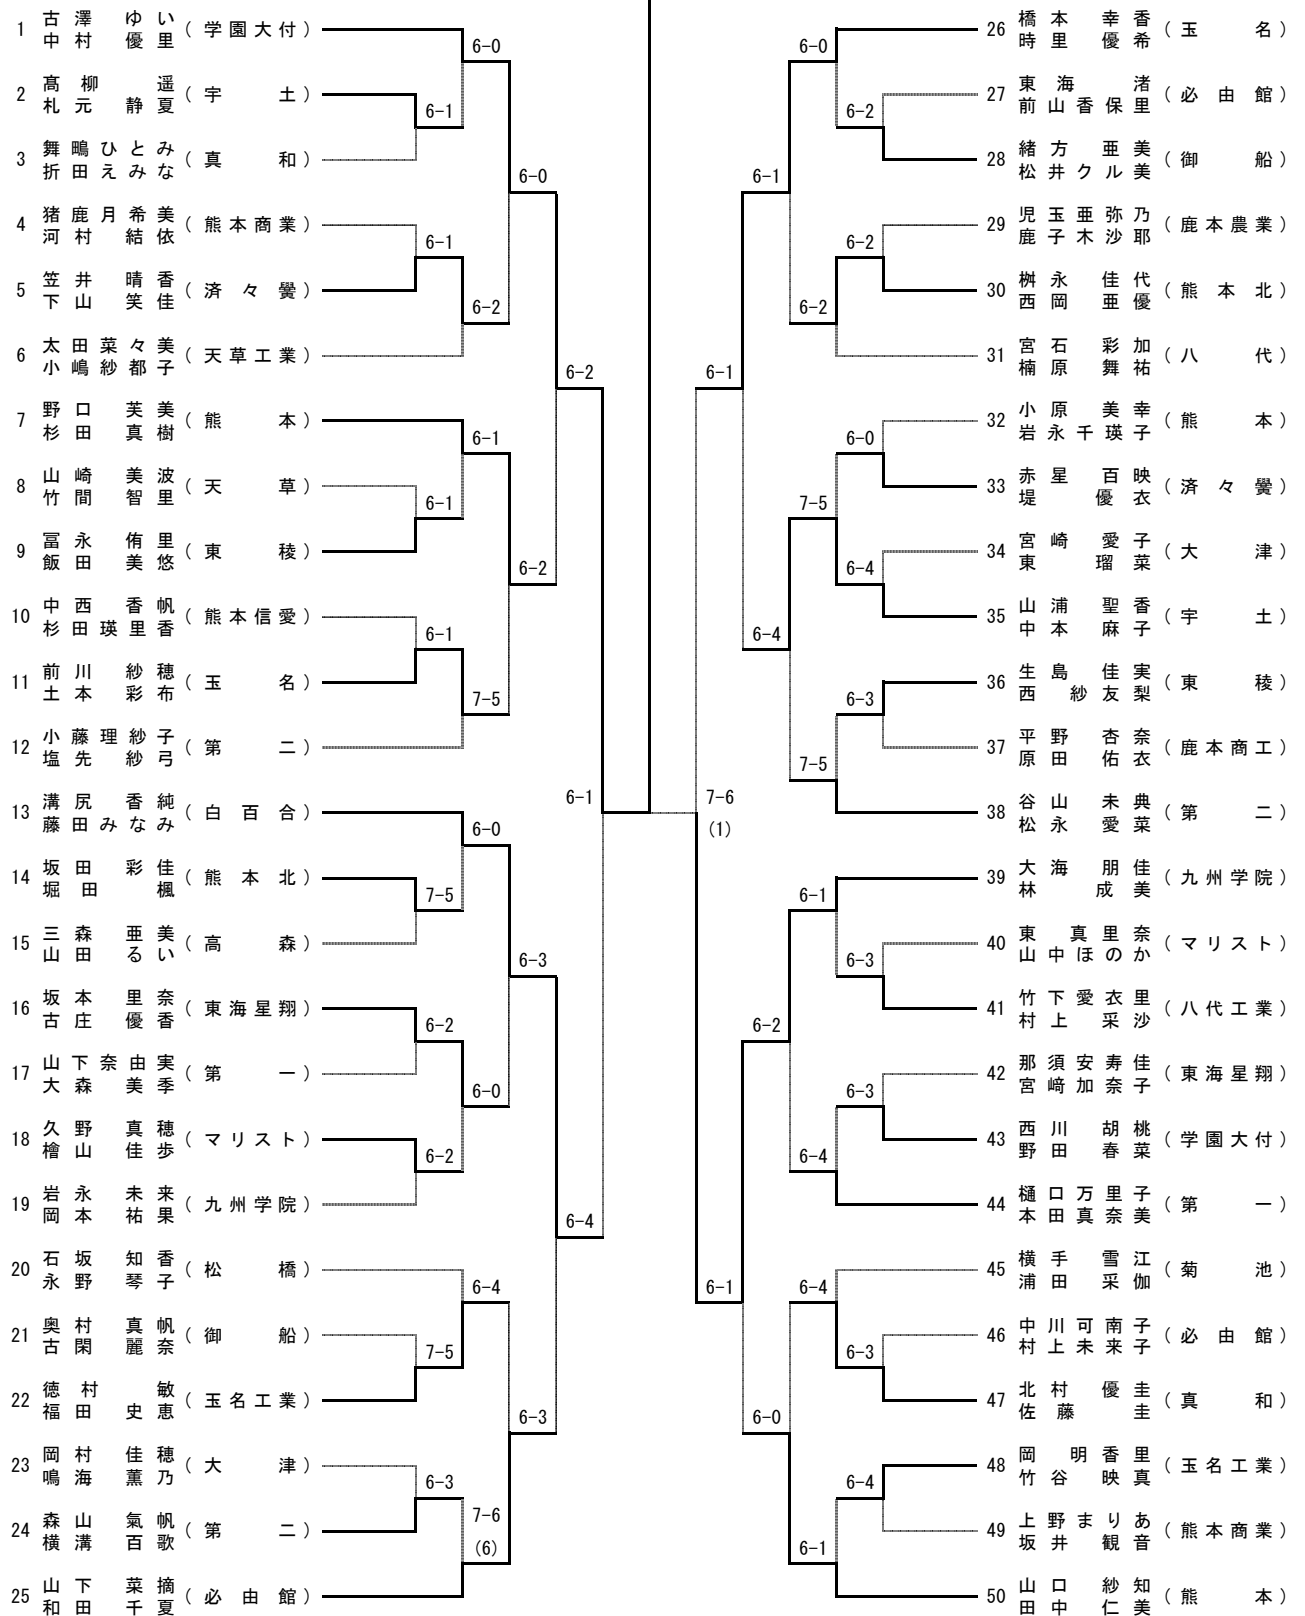 1 古澤ゆい (学園大付)
中村優里
6-0
2 髙柳遥 (宇土)
札元静夏
6-1
3 舞鴫ひとみ (真和)
折田えみな
6-0
4 猪鹿月希美 (熊本商業)
河村結依
6-1
5 笠井晴香 (済々黌)
下山笑佳
6-2
6 太田菜々美 (天草工業)
小嶋紗都子
6-2
7 野口芙美 (熊本)
杉田真樹
6-1
8 山崎美波 (天草)
竹間智里
6-1
9 冨永侑里 (東稜)
飯田美悠
6-2
10 中西香帆 (熊本信愛)
杉田瑛里香
6-1
11 前川紗穂 (玉名)
土本彩布
7-5
12 小藤理紗子 (第二)
塩先紗弓
6-1
13 溝尻香純 (白百合)
藤田みなみ
6-0
14 坂田彩佳 (熊本北)
堀田楓
7-5
15 三森亜美 (高森)
山田るい
6-3
16 坂本里奈 (東海星翔)
古庄優香
6-2
17 山下奈由実 (第一)
大森美季
6-0
18 久野真穂 (マリスト)
檜山佳歩
6-2
19 岩永未来 (九州学院)
岡本祐果
6-4
20 石坂知香 (松橋)
永野琴子
6-4
21 奥村真帆 (御船)
古閑麗奈
7-5
22 徳村敏 (玉名工業)
福田史恵
6-3
23 岡村佳穂 (大津)
鳴海薫乃
6-3
24 森山氣帆 (第二)
横溝百歌
7-6
(6)
25 山下菜摘 (必由館)
和田千夏
26 橋本幸香 (玉名)
時里優希
6-0
27 東海渚 (必由館)
前山香保里
6-2
28 緒方亜美 (御船)
松井クル美
6-1
29 児玉亜弥乃 (鹿本農業)
鹿子木沙耶
6-2
30 桝永佳代 (熊本北)
西岡亜優
6-2
31 宮石彩加 (八代)
楠原舞祐
6-1
32 小原美幸 (熊本)
岩永千瑛子
6-0
33 赤星百映 (済々黌)
堤優衣
7-5
34 宮崎愛子 (大津)
東瑠菜
6-4
35 山浦聖香 (宇土)
中本麻子
6-4
36 生島佳実 (東稜)
西紗友梨
6-3
37 平野杏奈 (鹿本商工)
原田佑衣
7-5
38 谷山未典 (第二)
松永愛菜
7-6
(1)
39 大海朋佳 (九州学院)
林成美
6-1
40 東真里奈 (マリスト)
山中ほのか
6-3
41 竹下愛衣里 (八代工業)
村上采沙
6-2
42 那須安寿佳 (東海星翔)
宮﨑加奈子
6-3
43 西川胡桃 (学園大付)
野田春菜
6-4
44 樋口万里子 (第一)
本田真奈美
6-1
45 横手雪江 (菊池)
浦田采伽
6-4
46 中川可南子 (必由館)
村上未来子
6-3
47 北村優圭 (真和)
佐藤圭
6-0
48 岡明香里 (玉名工業)
竹谷映真
6-4
49 上野まりあ (熊本商業)
坂井観音
6-1
50 山口紗知 (熊本)
田中仁美